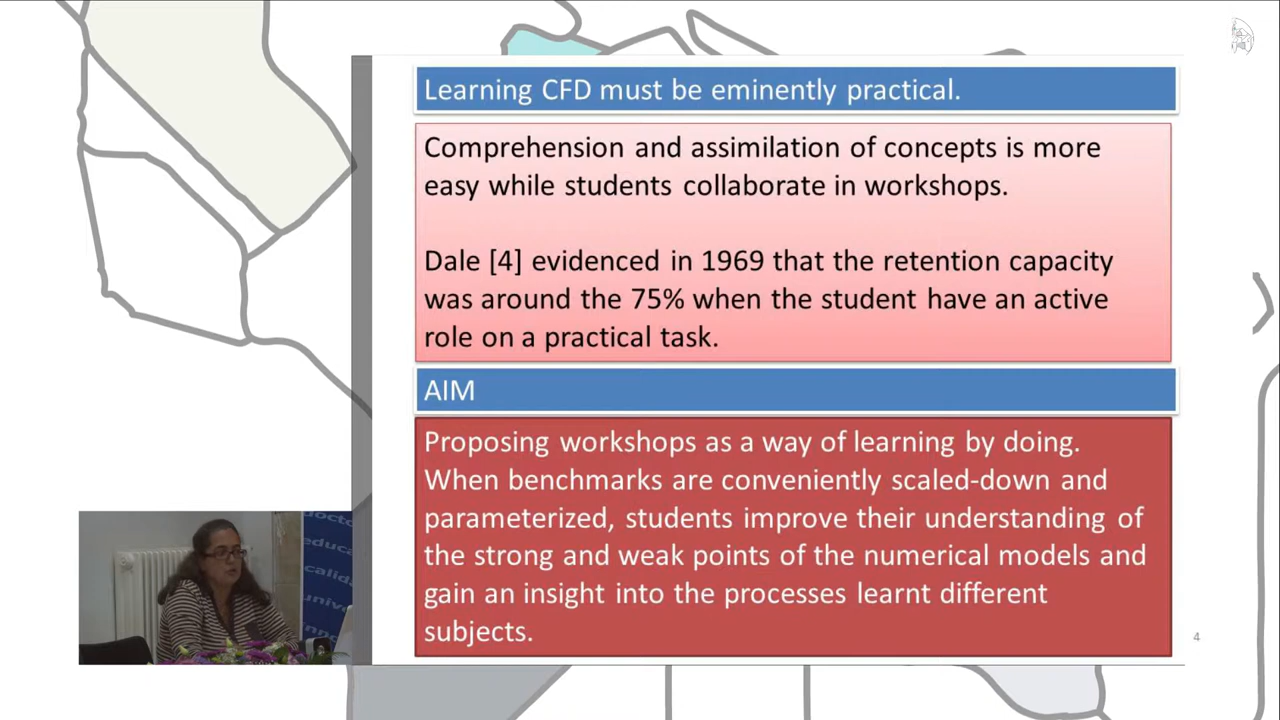 Learning CFD must be eminently practical.
Comprehension and assimilation of concepts is more
easy while students collaborate in workshops.
Dale [4] evidenced in 1969 that the retention capacity
was around the 75% when the student have an active
role on a practical task.
AIM
Proposing workshops as a way of learning by doing.
When benchmarks are conveniently scaled-down and
parameterized, students improve their understanding of
the strong and weak points of the numerical models and
gain an insight into the processes learnt different
subjects.
4
docto
educa
calida
unive